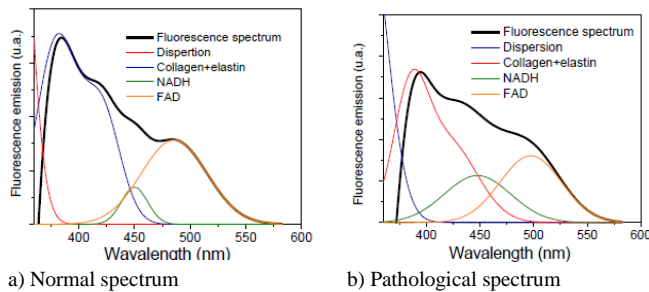 Fluorescence emission (u.a.)
Fluorescence spectrum
Dispertion
Collagen+elastin
NADH
FAD
400 450 500 550 600
Wavelength (nm)
a) Normal spectrum
Fluorescence emission (u.a.)
Fluorescence spectrum
Dispersion
Collagen+elastin
NADH
FAD
400 450 500 550 600
Wavelength (nm)
b) Pathological spectrum